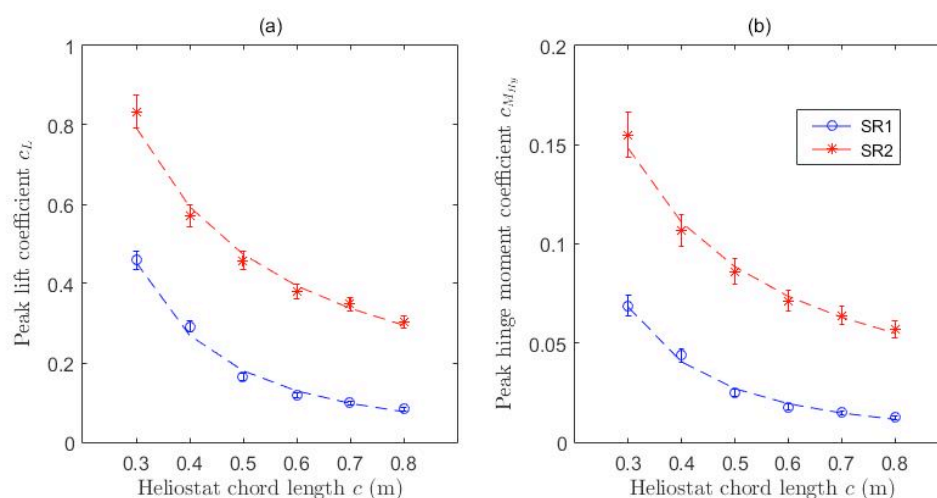 (a)
Peak lift coefficient c_L
1
0.8
0.6
0.4
0.2
0
0.3 0.4 0.5 0.6 0.7 0.8
Heliostat chord length c (m)
(b)
Peak hinge moment coefficient c_{M_{Hy}}
0.2
0.15
0.1
0.05
0
0.3 0.4 0.5 0.6 0.7 0.8
Heliostat chord length c (m)
SR1
SR2